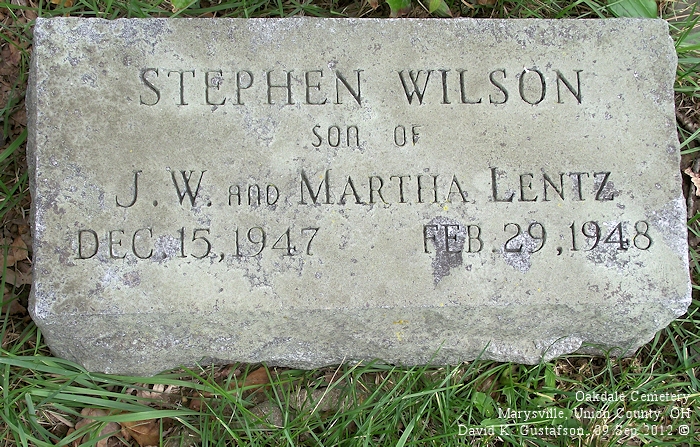 STEPHEN WILSON
SON OF
J. W. AND MARTHA LENTZ
DEC. 15, 1947 FEB. 29, 1948
Oakdale Cemetery
Marysville, Union County, OH
David K. Gustafson, 09 Sep 2012 ©